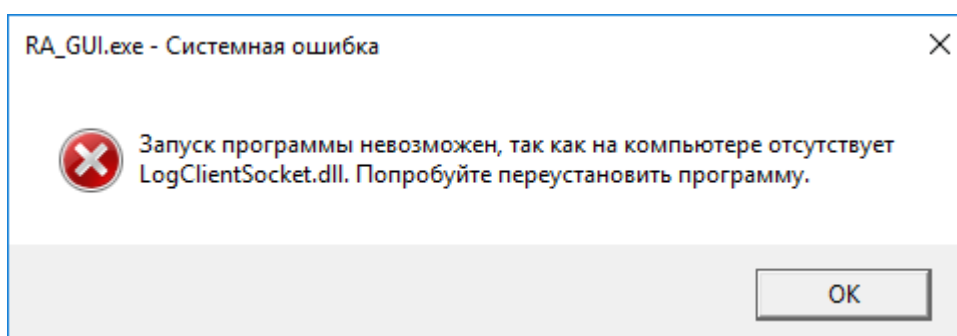 RA_GUI.exe - Системная ошибка
Запуск программы невозможен, так как на компьютере отсутствует
LogClientSocket.dll. Попробуйте переустановить программу.
OK